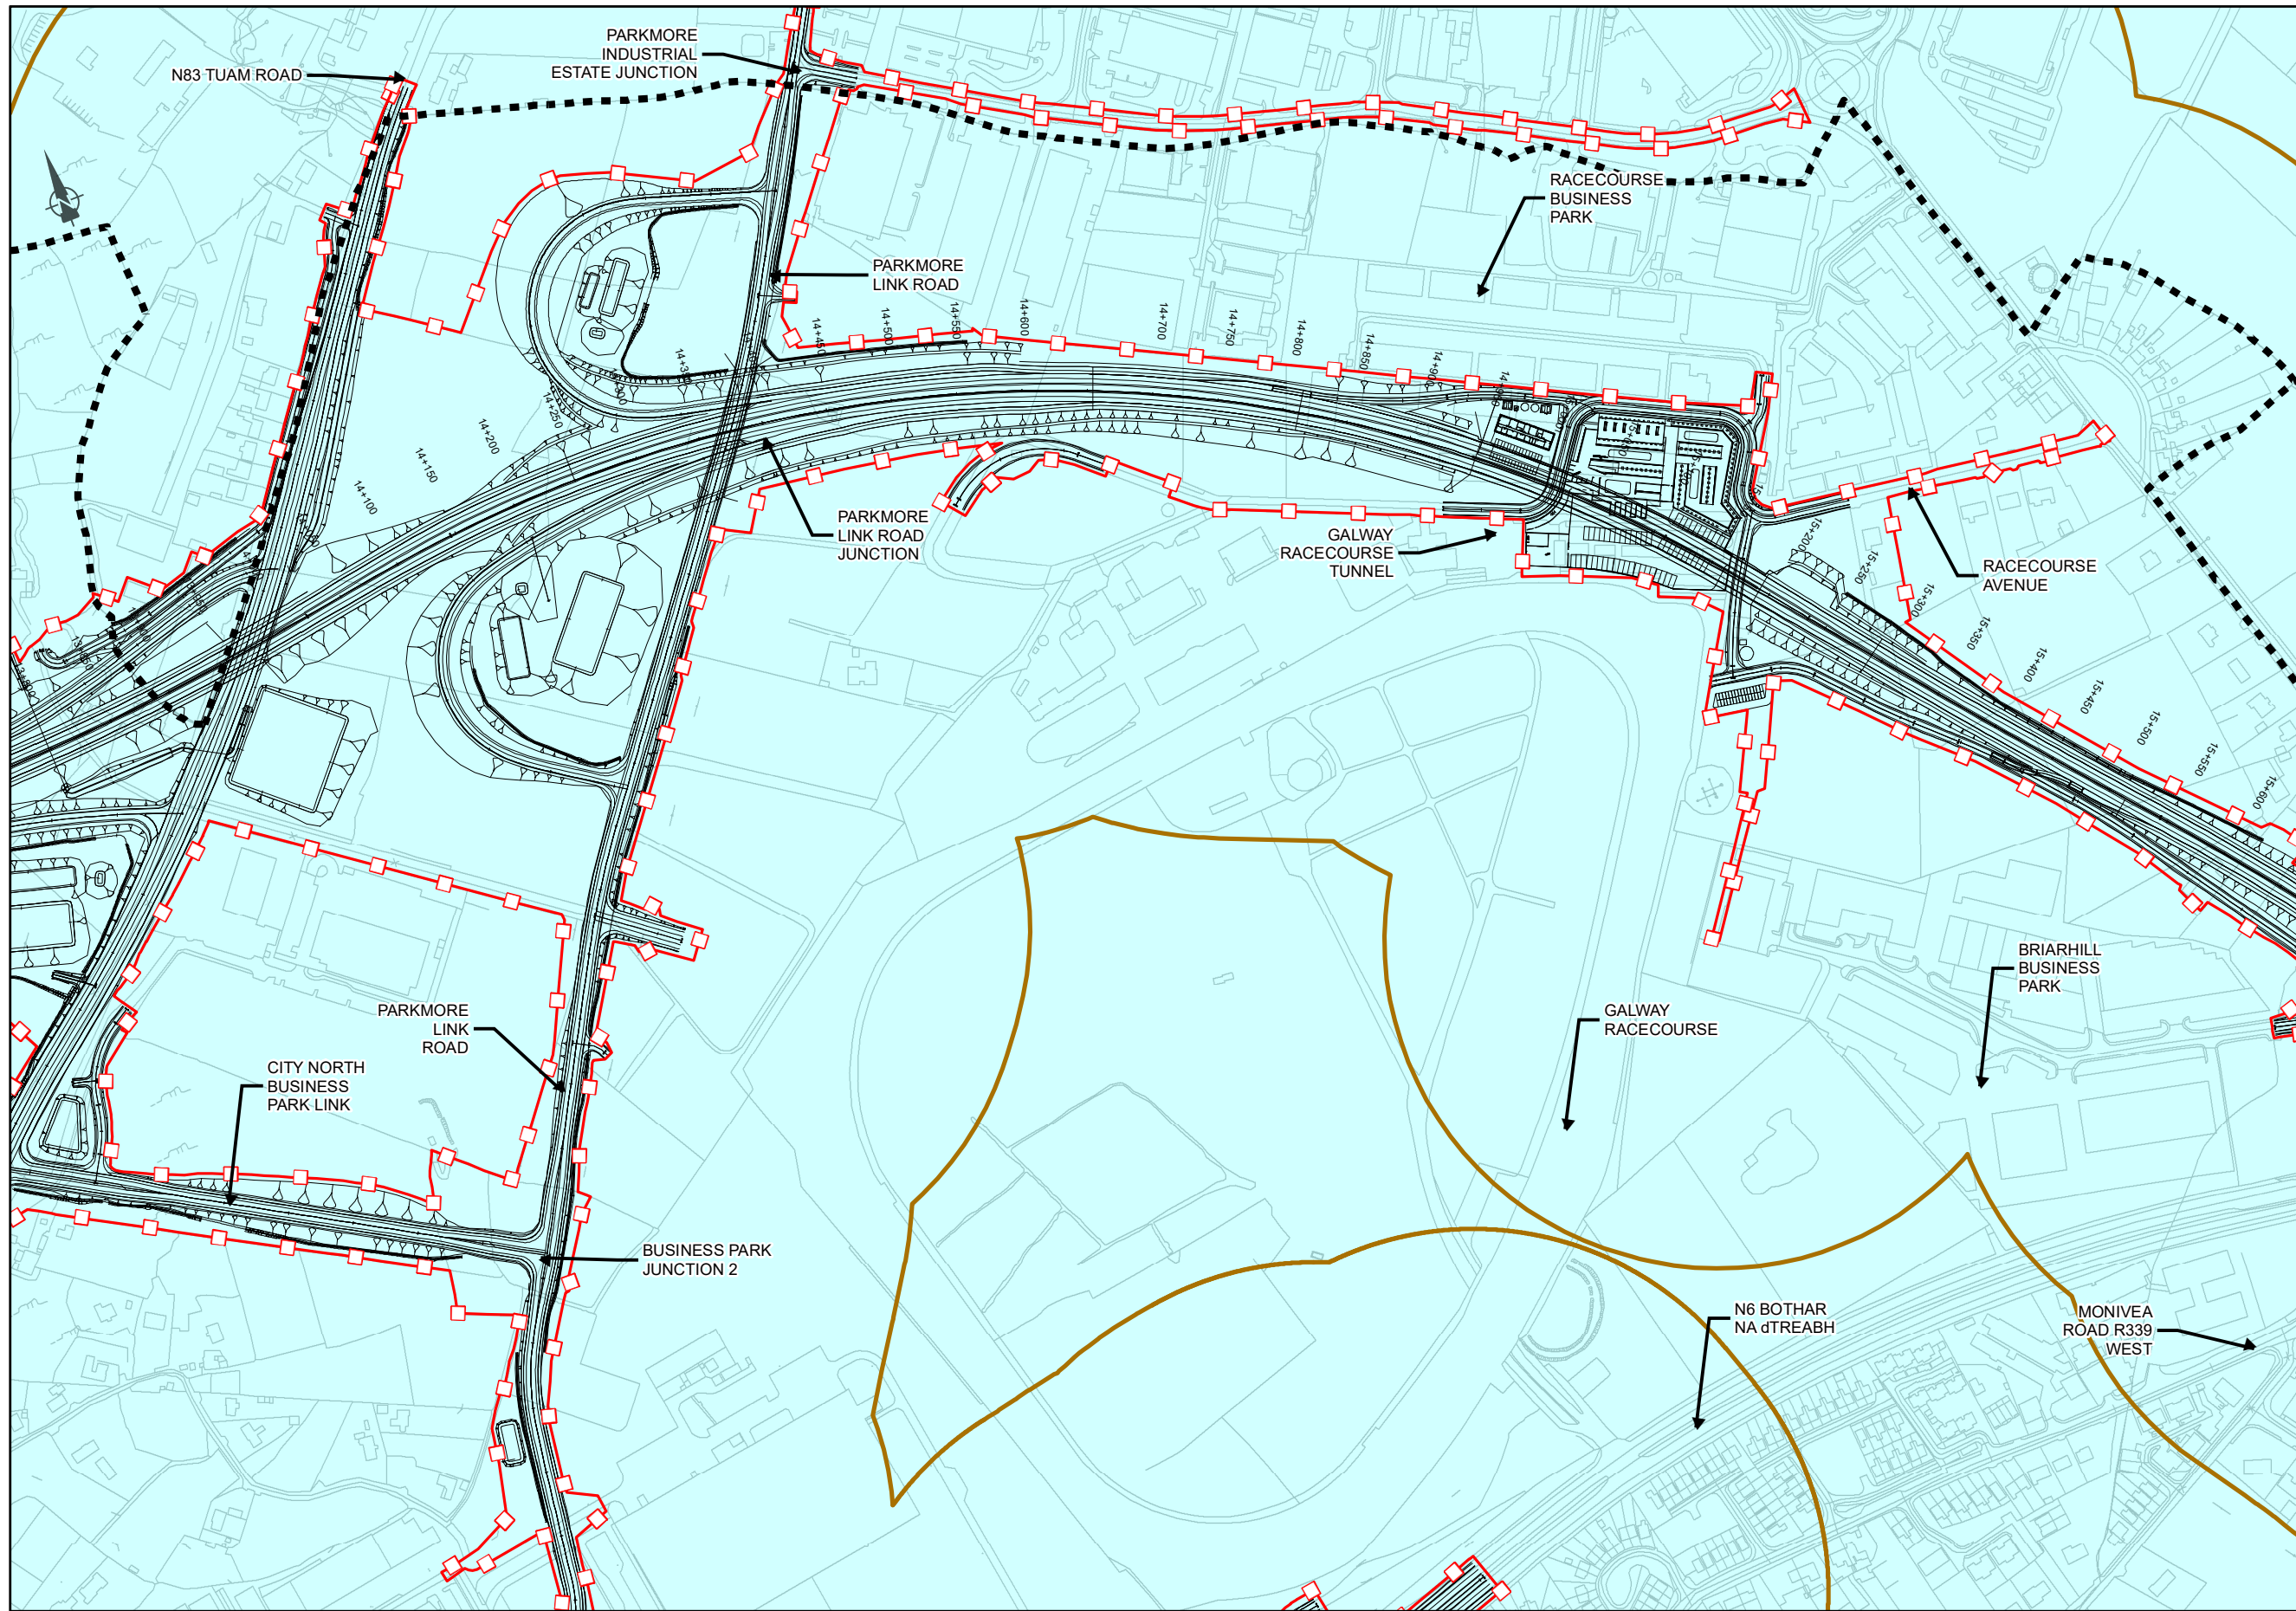 PARKMORE
INDUSTRIAL
ESTATE JUNCTION
N83 TUAM ROAD
RACECOURSE
BUSINESS
PARK
PARKMORE
LINK ROAD
14+450
14+500
14+550
14+600
14+700
14+750
14+800
14+850
14+900
14+250
14+200
14+150
14+100
PARKMORE
LINK ROAD
JUNCTION
GALWAY
RACECOURSE
TUNNEL
RACECOURSE
AVENUE
15+200
15+250
15+300
15+350
15+400
15+450
15+500
15+550
15+600
BRIARHILL
BUSINESS
PARK
GALWAY
RACECOURSE
PARKMORE
LINK
ROAD
CITY NORTH
BUSINESS
PARK LINK
BUSINESS PARK
JUNCTION 2
N6 BOTHAR
NA dTREABH
MONIVEA
ROAD R339
WEST